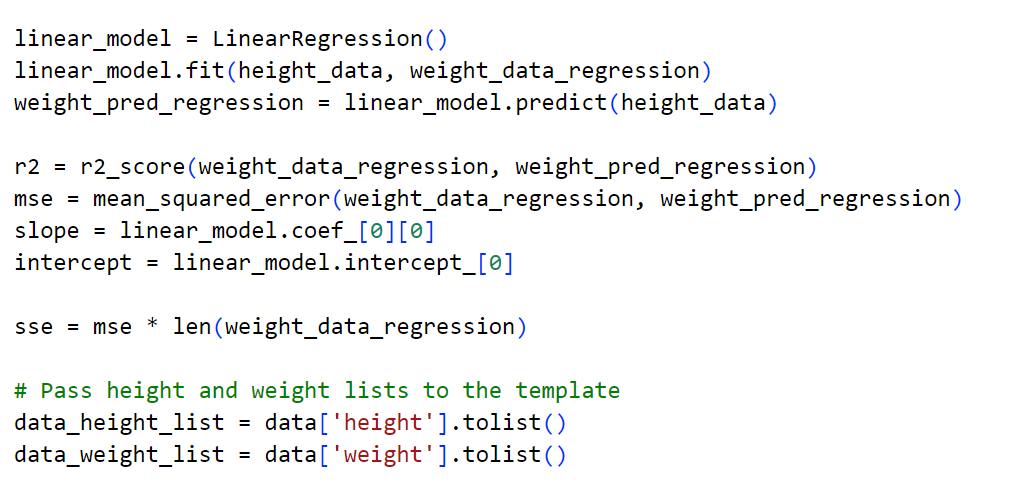 linear_model = LinearRegression()
linear_model.fit(height_data, weight_data_regression)
weight_pred_regression = linear_model.predict(height_data)
r2 = r2_score(weight_data_regression, weight_pred_regression)
mse = mean_squared_error(weight_data_regression, weight_pred_regression)
slope = linear_model.coef_[0][0]
intercept = linear_model.intercept_[0]
sse = mse * len(weight_data_regression)
# Pass height and weight lists to the template
data_height_list = data['height'].tolist()
data_weight_list = data['weight'].tolist()